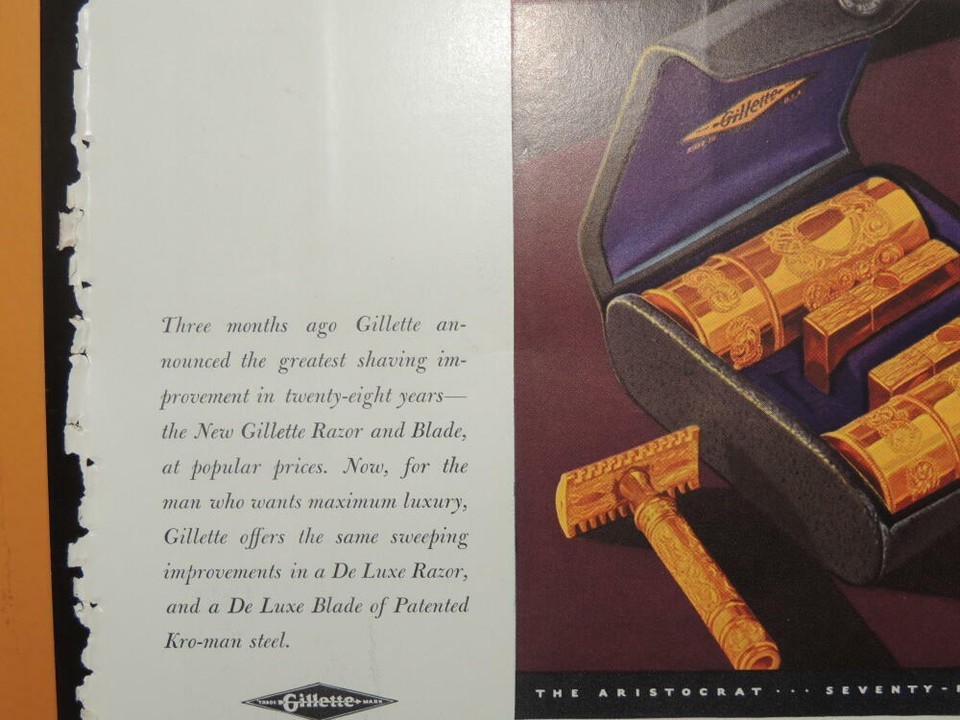 Gillette
U.S.A.
Three months ago Gillette an-
nounced the greatest shaving im-
provement in twenty-eight years—
the New Gillette Razor and Blade,
at popular prices. Now, for the
man who wants maximum luxury,
Gillette offers the same sweeping
improvements in a De Luxe Razor,
and a De Luxe Blade of Patented
Kro-man steel.
TRADE Gillette MARK
THE ARISTOCRAT ··· SEVENTY-